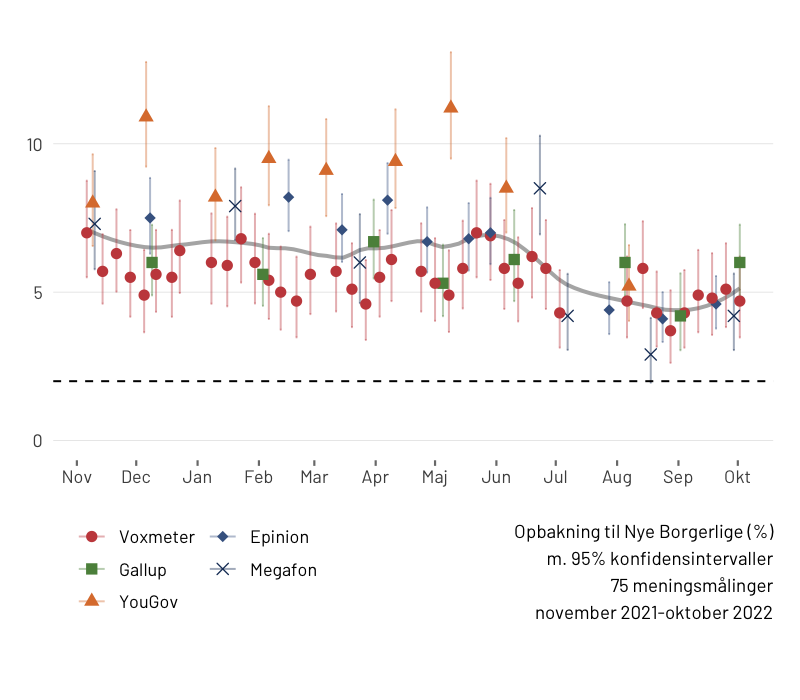 10
5
0
Nov Dec Jan Feb Mar Apr Maj Jun Jul Aug Sep Okt
Voxmeter Epinion
Gallup Megafon
YouGov
Opbakning til Nye Borgerlige (%)
m. 95% konfidensintervaller
75 meningsmålinger
november 2021-oktober 2022